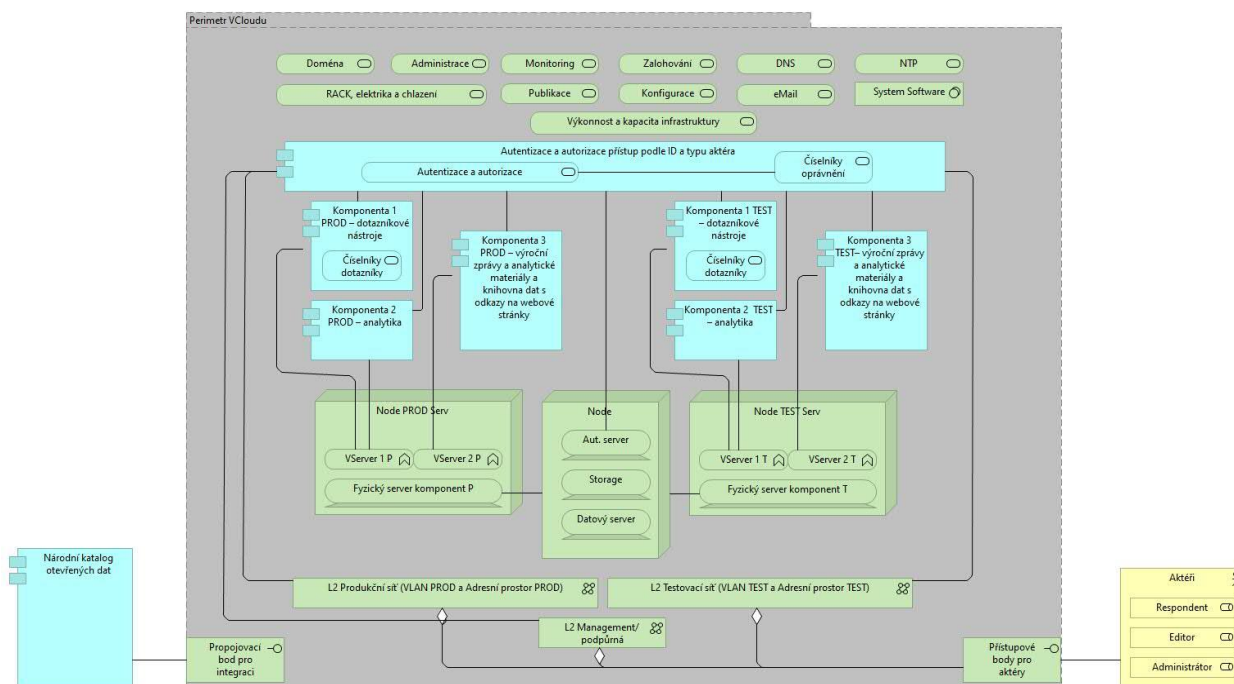 Perimetr VCloudu
Doména
Administrace
Monitoring
Zalohování
DNS
NTP
RACK, elektrika a chlazení
Publikace
Konfigurace
eMail
System Software
Výkonnost a kapacita infrastruktury
Autentizace a autorizace přístup podle ID a typu aktéra
Autentizace a autorizace
Číselníky
oprávnění
Komponenta 1
PROD – dotazníkové
nástroje
Číselníky
dotazníky
Komponenta 2
PROD – analytika
Komponenta 3
PROD – výroční
zprávy a analytické
materiály a
knihovna dat s
odkazy na webové
stránky
Komponenta 1 TEST
– dotazníkové
nástroje
Číselníky
dotazníky
Komponenta 2 TEST
– analytika
Komponenta 3
TEST– výroční zprávy
a analytické
materiály a
knihovna dat s
odkazy na webové
stránky
Node PROD Serv
VServer 1 P
VServer 2 P
Fyzický server komponent P
Node
Aut. server
Storage
Datový server
Node TEST Serv
VServer 1 T
VServer 2 T
Fyzický server komponent T
Národní katalog
otevřených dat
L2 Produkční síť (VLAN PROD a Adresní prostor PROD)
L2 Testovací síť (VLAN TEST a Adresní prostor TEST)
L2 Management/
podpůrná
Propojovací
bod pro
integraci
Přístupové
body pro
aktéry
Aktéři
Respondent
Editor
Administrátor